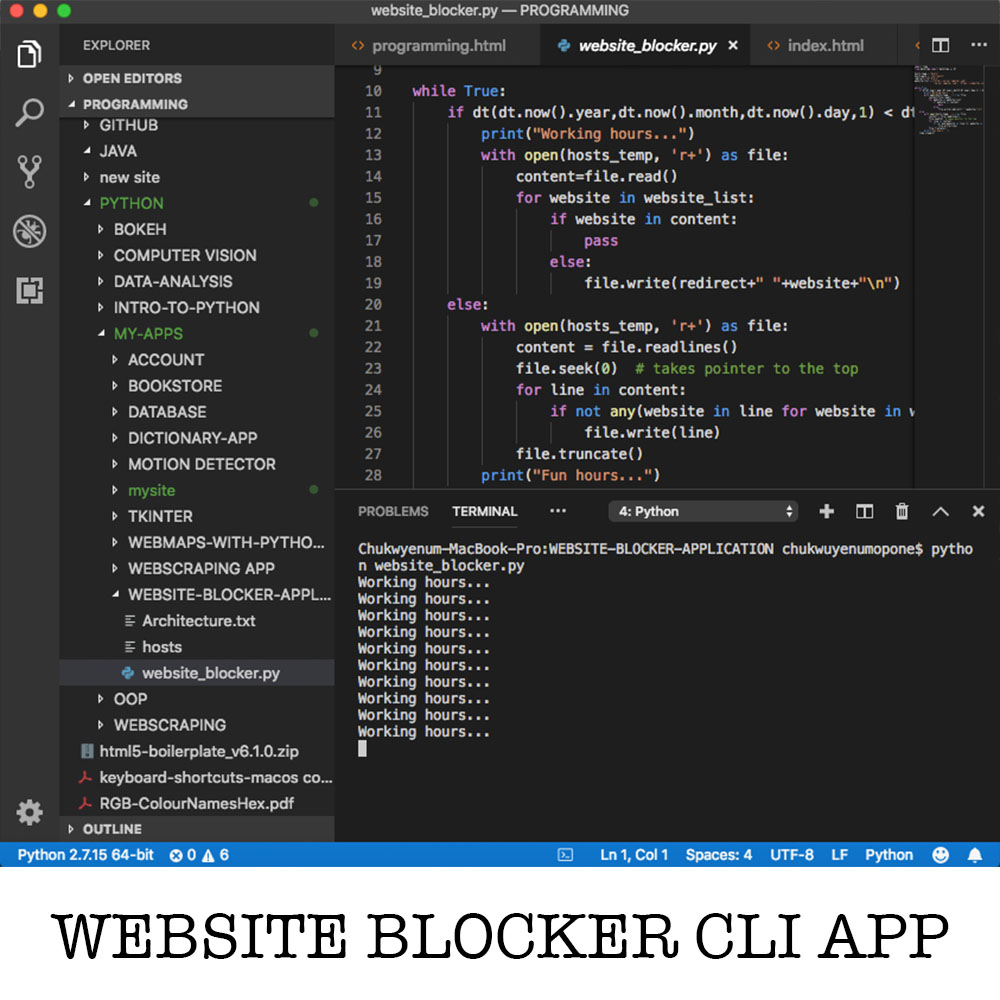 website_blocker.py — PROGRAMMING
EXPLORER
OPEN EDITORS
PROGRAMMING
GITHUB
JAVA
new site
PYTHON
BOKEH
COMPUTER VISION
DATA-ANALYSIS
INTRO-TO-PYTHON
MY-APPS
ACCOUNT
BOOKSTORE
DATABASE
DICTIONARY-APP
MOTION DETECTOR
mysite
TKINTER
WEBMAPS-WITH-PYTHO...
WEBSCRAPING APP
WEBSITE-BLOCKER-APPL...
Architecture.txt
hosts
website_blocker.py
OOP
WEBSCRAPING
html5-boilerplate_v6.1.0.zip
keyboard-shortcuts-macos co...
RGB-ColourNamesHex.pdf
OUTLINE
programming.html website_blocker.py × index.html
9
10 while True:
11 if dt(dt.now().year,dt.now().month,dt.now().day,1) < dt
12 print("Working hours...")
13 with open(hosts_temp, 'r+') as file:
14 content=file.read()
15 for website in website_list:
16 if website in content:
17 pass
18 else:
19 file.write(redirect+" "+website+"\n")
20 else:
21 with open(hosts_temp, 'r+') as file:
22 content = file.readlines()
23 file.seek(0) # takes pointer to the top
24 for line in content:
25 if not any(website in line for website in w
26 file.write(line)
27 file.truncate()
28 print("Fun hours...")
PROBLEMS TERMINAL ... 4: Python
Chukwyenum-MacBook-Pro:WEBSITE-BLOCKER-APPLICATION chukwuyenumopone$ pytho
n website_blocker.py
Working hours...
Working hours...
Working hours...
Working hours...
Working hours...
Working hours...
Working hours...
Working hours...
Working hours...
Working hours...
Python 2.7.15 64-bit 0 6 Ln 1, Col 1 Spaces: 4 UTF-8 LF Python
WEBSITE BLOCKER CLI APP